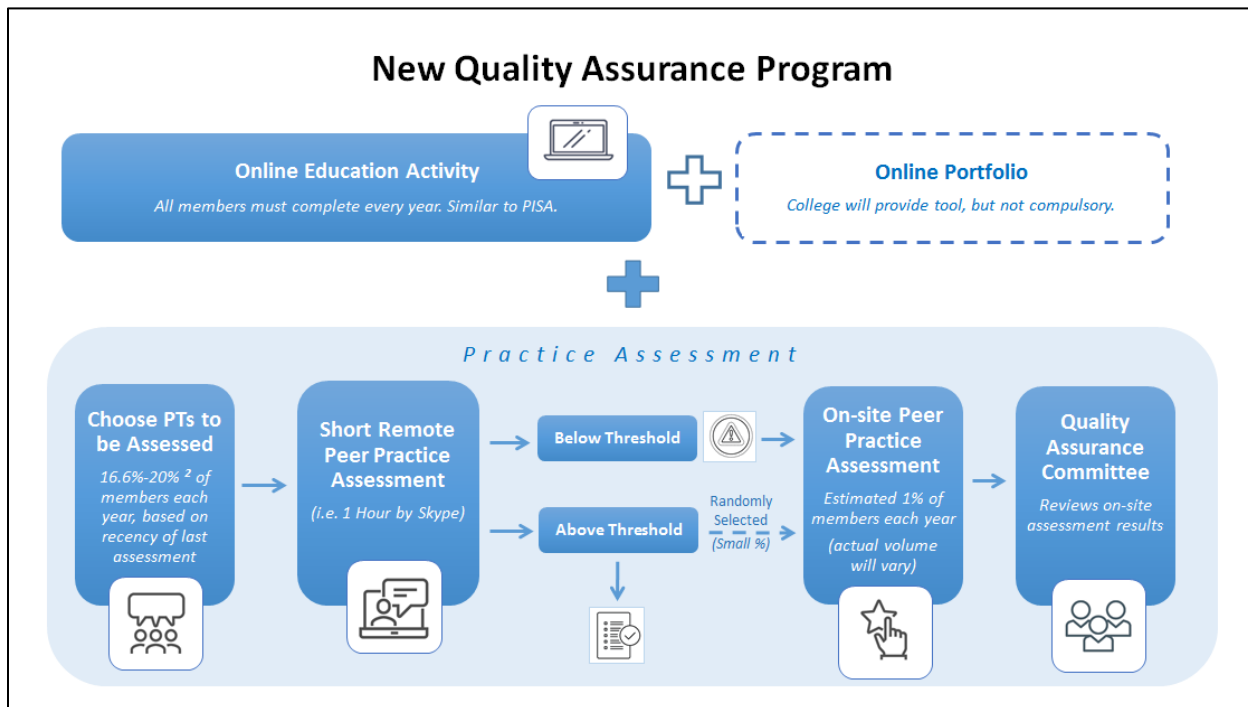 New Quality Assurance Program
Online Education Activity
All members must complete every year. Similar to PISA.
Online Portfolio
College will provide tool, but not compulsory.
Practice Assessment
Choose PTs to
be Assessed
16.6%-20% ² of
members each
year, based on
recency of last
assessment
Short Remote
Peer Practice
Assessment
(i.e. 1 Hour by Skype)
Below Threshold
Above Threshold
Randomly
Selected
(Small %)
On-site Peer
Practice
Assessment
Estimated 1% of
members each year
(actual volume
will vary)
Quality
Assurance
Committee
Reviews on-site
assessment results